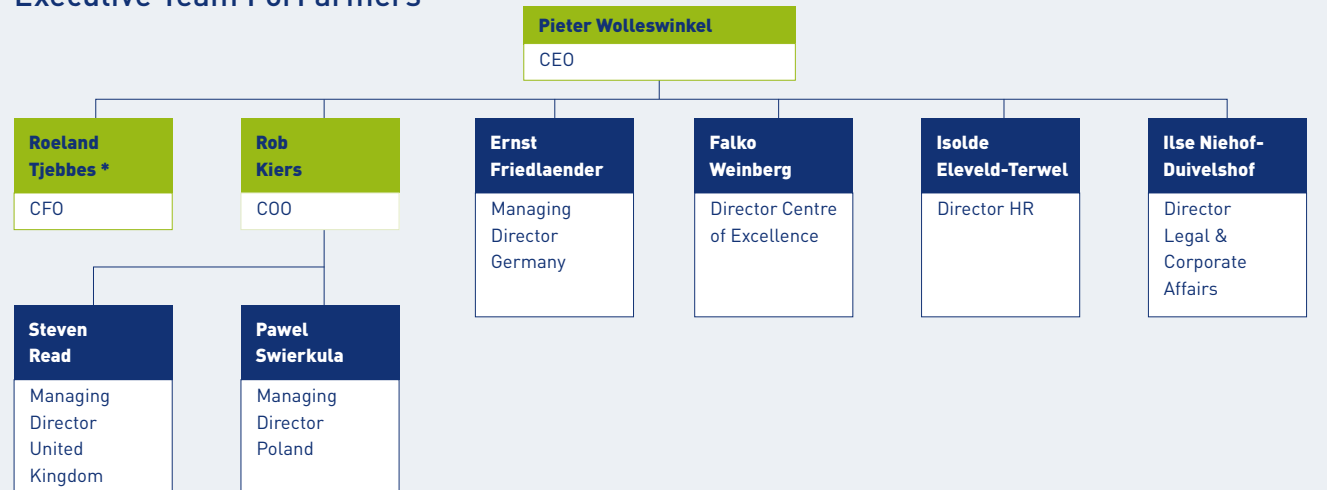 Executive Team ForFarmers
Pieter Wolleswinkel
CEO
Roeland
Tjebbes *
CFO
Rob
Kiers
COO
Ernst
Friedlaender
Managing
Director
Germany
Falko
Weinberg
Director Centre
of Excellence
Isolde
Eleveld-Terwel
Director HR
Ilse Niehof-
Duivelshof
Director
Legal &
Corporate
Affairs
Steven
Read
Managing
Director
United
Kingdom
Pawel
Swierkula
Managing
Director
Poland